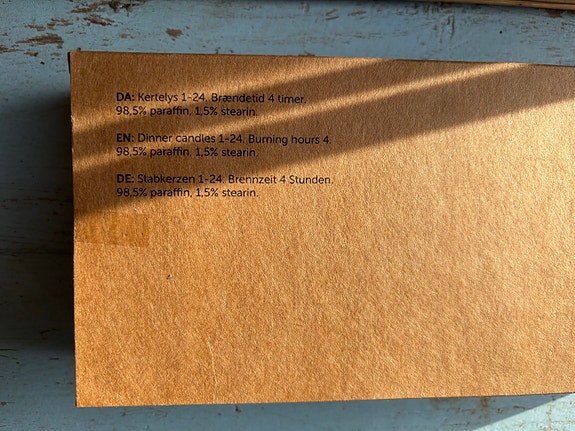 DA: Kertelys 1-24. Brændetid 4 timer.
98,5% paraffin, 1,5% stearin.
EN: Dinner candles 1-24. Burning hours 4.
98,5% paraffin, 1,5% stearin.
DE: Stabkerzen 1-24. Brennzeit 4 Stunden.
98,5% paraffin, 1,5% stearin.